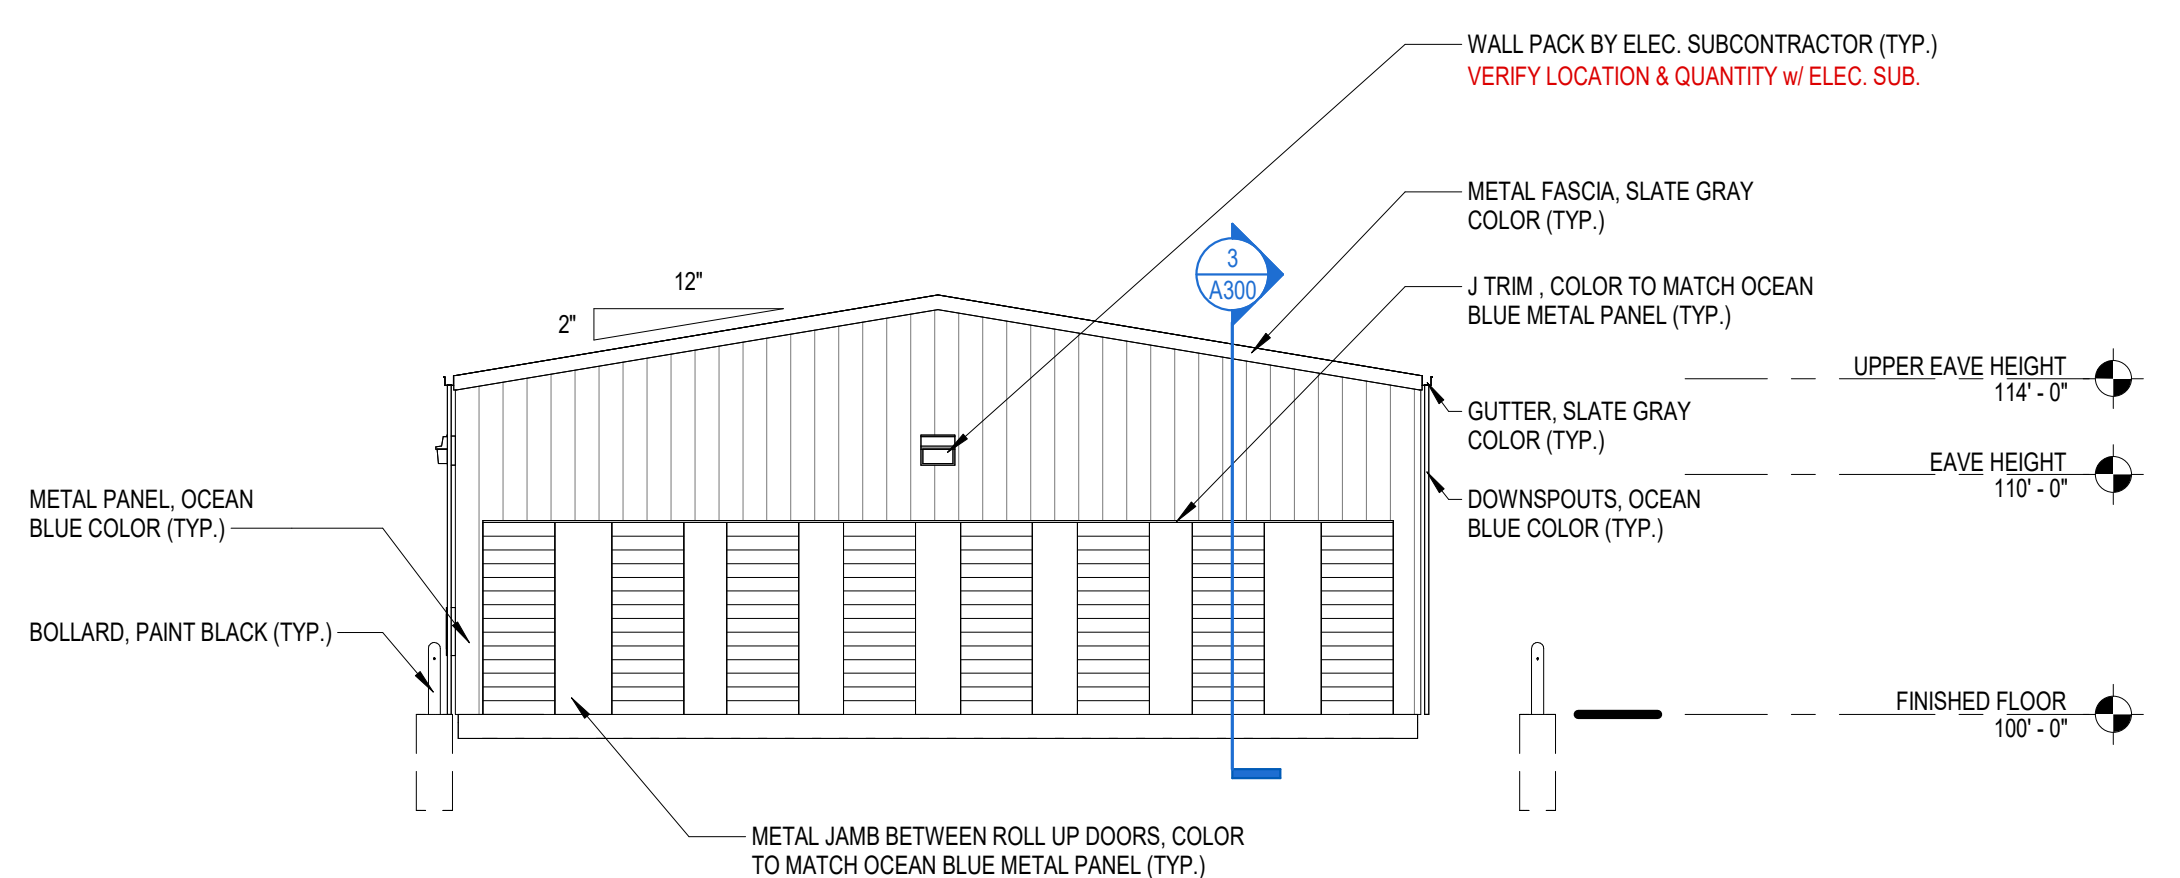 WALL PACK BY ELEC. SUBCONTRACTOR (TYP.)
VERIFY LOCATION & QUANTITY w/ ELEC. SUB.
METAL FASCIA, SLATE GRAY
COLOR (TYP.)
3
A300
12"
2"
J TRIM , COLOR TO MATCH OCEAN
BLUE METAL PANEL (TYP.)
UPPER EAVE HEIGHT
114' - 0"
GUTTER, SLATE GRAY
COLOR (TYP.)
EAVE HEIGHT
110' - 0"
METAL PANEL, OCEAN
BLUE COLOR (TYP.)
DOWNSPOUTS, OCEAN
BLUE COLOR (TYP.)
BOLLARD, PAINT BLACK (TYP.)
FINISHED FLOOR
100' - 0"
METAL JAMB BETWEEN ROLL UP DOORS, COLOR
TO MATCH OCEAN BLUE METAL PANEL (TYP.)